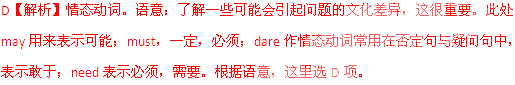 D【解析】情态动词。语意：了解一些可能会引起问题的文化差异，这很重要。此处
may 用来表示可能；must，一定，必须；dare 作情态动词常用在否定句与疑问句中，
表示敢于；need 表示必须，需要。根据语意，这里选 D 项。